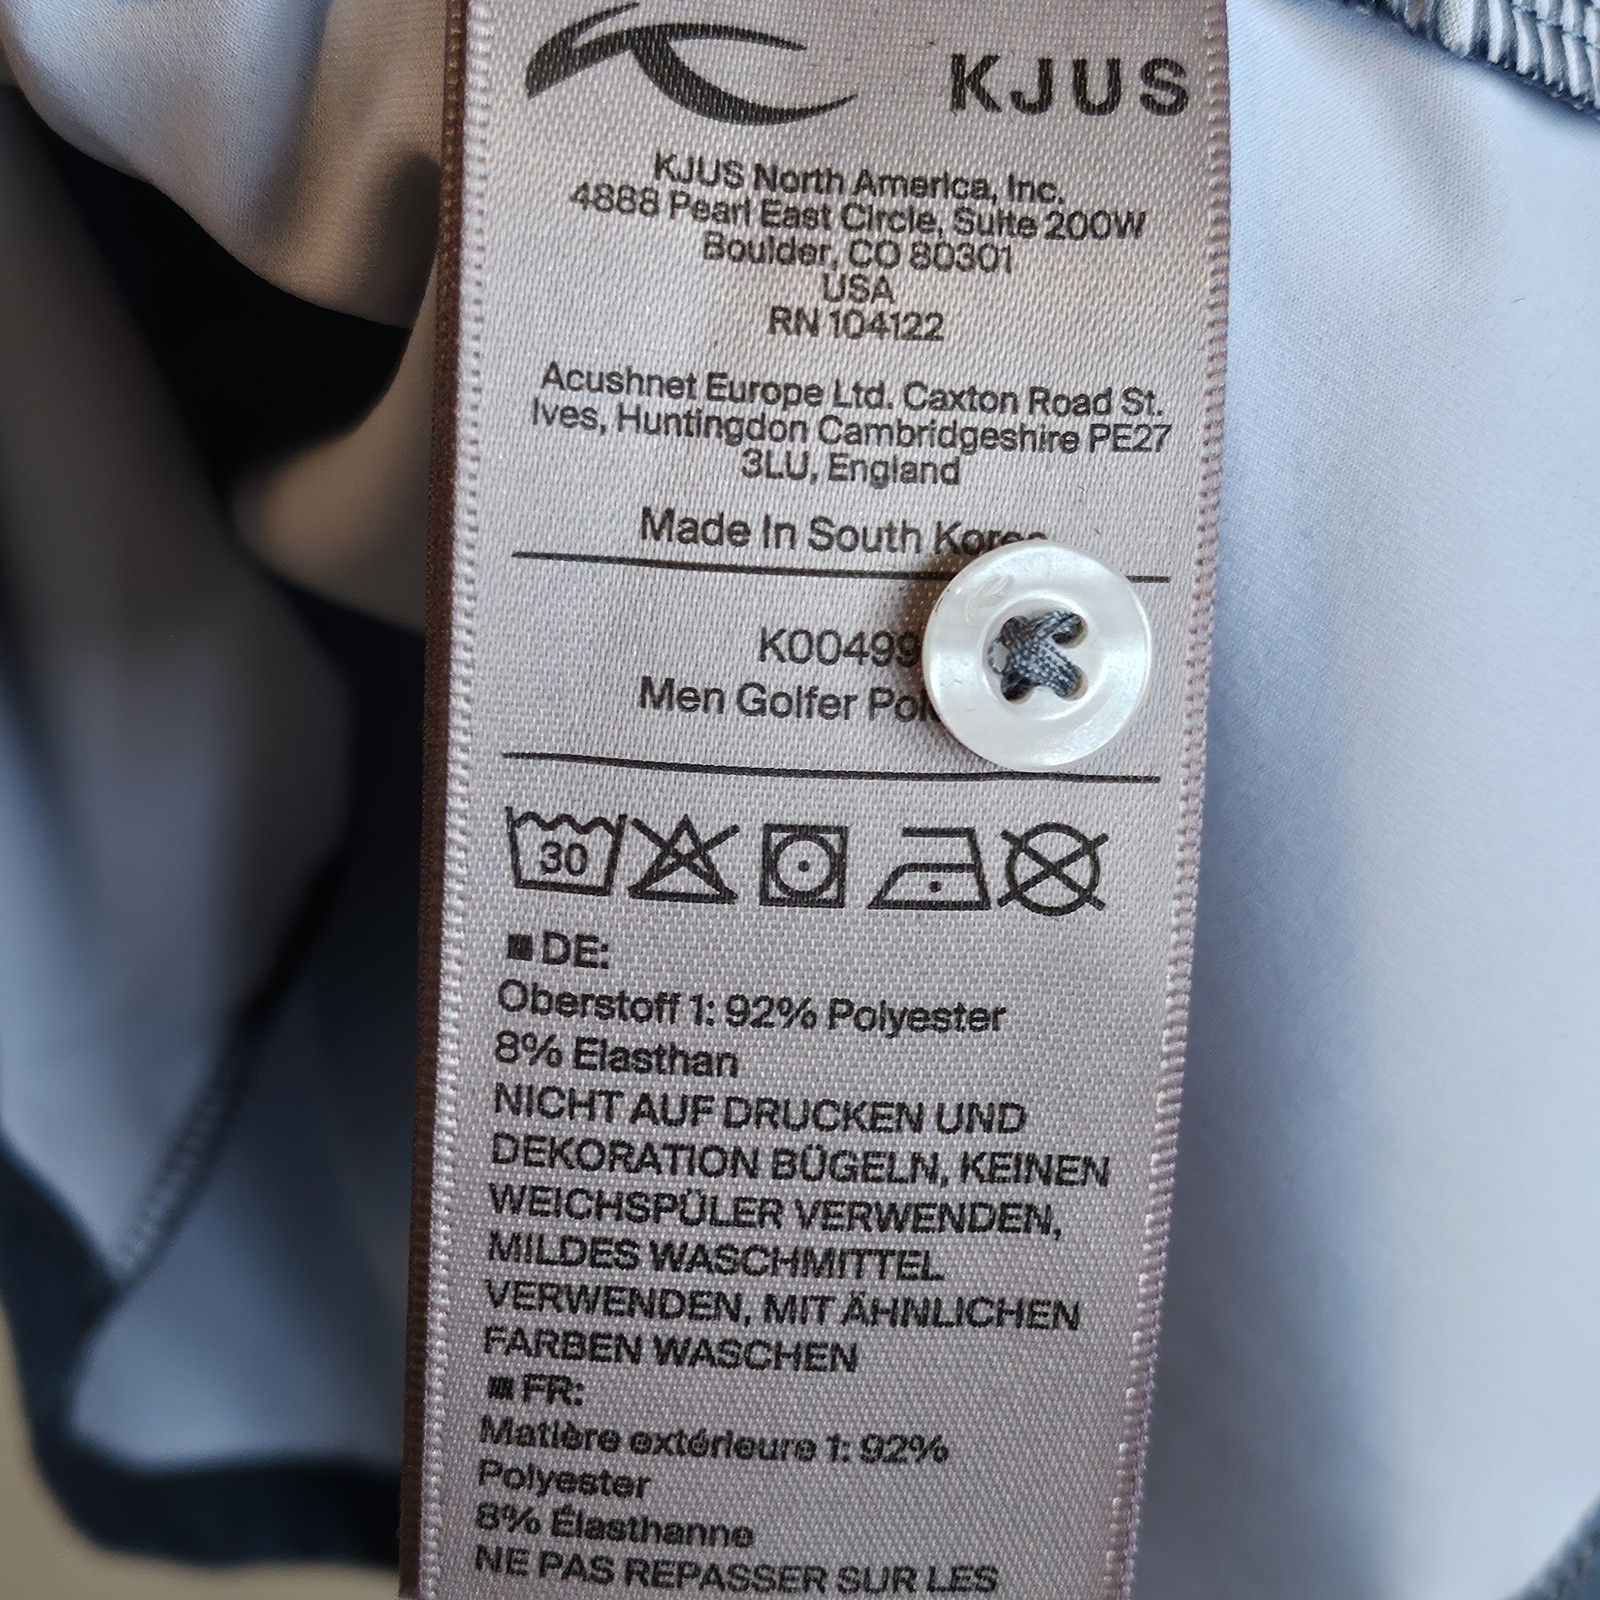 KJUS
KJUS North America, Inc.
4888 Pearl East Circle, Suite 200W
Boulder, CO 80301
USA
RN 104122
Acushnet Europe Ltd. Caxton Road St.
Ives, Huntingdon Cambridgeshire PE27
3LU, England
Made In South
Men Golfer
30
DE:
Oberstoff 1: 92% Polyester
8% Elasthan
NICHT AUF DRUCKEN UND
DEKORATION BÜGELN, KEINEN
WEICHSPÜLER VERWENDEN,
MILDES WASCHMITTEL
VERWENDEN, MIT ÄHNLICHEN
FARBEN WASCHEN
FR:
Matière extérieure 1: 92%
Polyester
8% Élasthanne
NE PAS REPASSER SUR LES